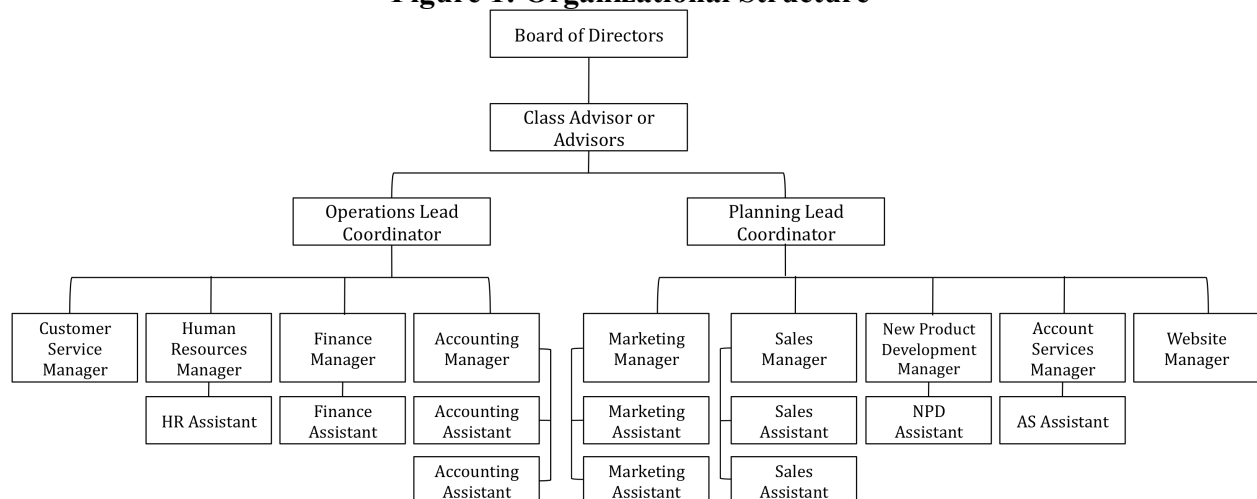 Figure 1: Organizational Structure
Board of Directors
Class Advisor or
Advisors
Operations Lead
Coordinator
Planning Lead
Coordinator
Customer
Service
Manager
Human
Resources
Manager
Finance
Manager
Accounting
Manager
Marketing
Manager
Sales
Manager
New Product
Development
Manager
Account
Services
Manager
Website
Manager
HR Assistant
Finance
Assistant
Accounting
Assistant
Marketing
Assistant
Sales
Assistant
NPD
Assistant
AS Assistant
Accounting
Assistant
Marketing
Assistant
Sales
Assistant